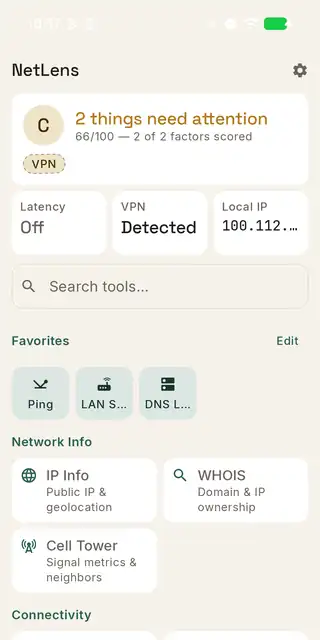 NetLens
C
2 things need attention
66/100 — 2 of 2 factors scored
VPN
Latency
Off
VPN
Detected
Local IP
100.112.…
Search tools...
Favorites
Edit
Ping
LAN S…
DNS L…
Network Info
IP Info
Public IP &
geolocation
WHOIS
Domain & IP
ownership
Cell Tower
Signal metrics &
neighbors
Connectivity